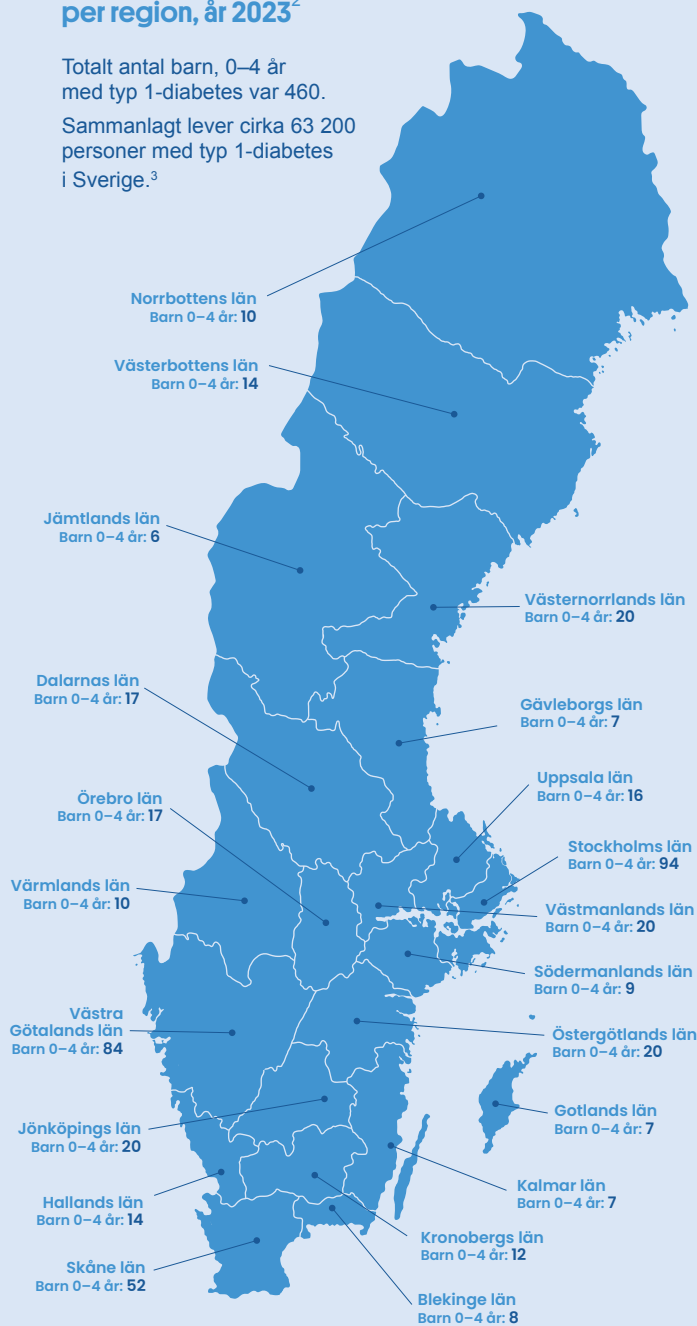 per region, år 2023²
Totalt antal barn, 0–4 år
med typ 1-diabetes var 460.
Sammanlagt lever cirka 63 200
personer med typ 1-diabetes
i Sverige.³
Norrbottens län
Barn 0–4 år: 10
Västerbottens län
Barn 0–4 år: 14
Jämtlands län
Barn 0–4 år: 6
Västernorrlands län
Barn 0–4 år: 20
Dalarnas län
Barn 0–4 år: 17
Gävleborgs län
Barn 0–4 år: 7
Uppsala län
Barn 0–4 år: 16
Örebro län
Barn 0–4 år: 17
Stockholms län
Barn 0–4 år: 94
Värmlands län
Barn 0–4 år: 10
Västmanlands län
Barn 0–4 år: 20
Södermanlands län
Barn 0–4 år: 9
Västra
Götalands län
Barn 0–4 år: 84
Östergötlands län
Barn 0–4 år: 20
Gotlands län
Barn 0–4 år: 7
Jönköpings län
Barn 0–4 år: 20
Kalmar län
Barn 0–4 år: 7
Hallands län
Barn 0–4 år: 14
Kronobergs län
Barn 0–4 år: 12
Skåne län
Barn 0–4 år: 52
Blekinge län
Barn 0–4 år: 8